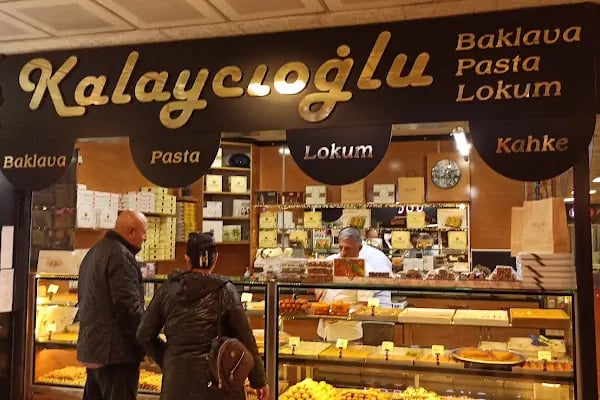 Kalaycıoğlu
Baklava
Pasta
Lokum
Baklava
Pasta
Lokum
Kahke